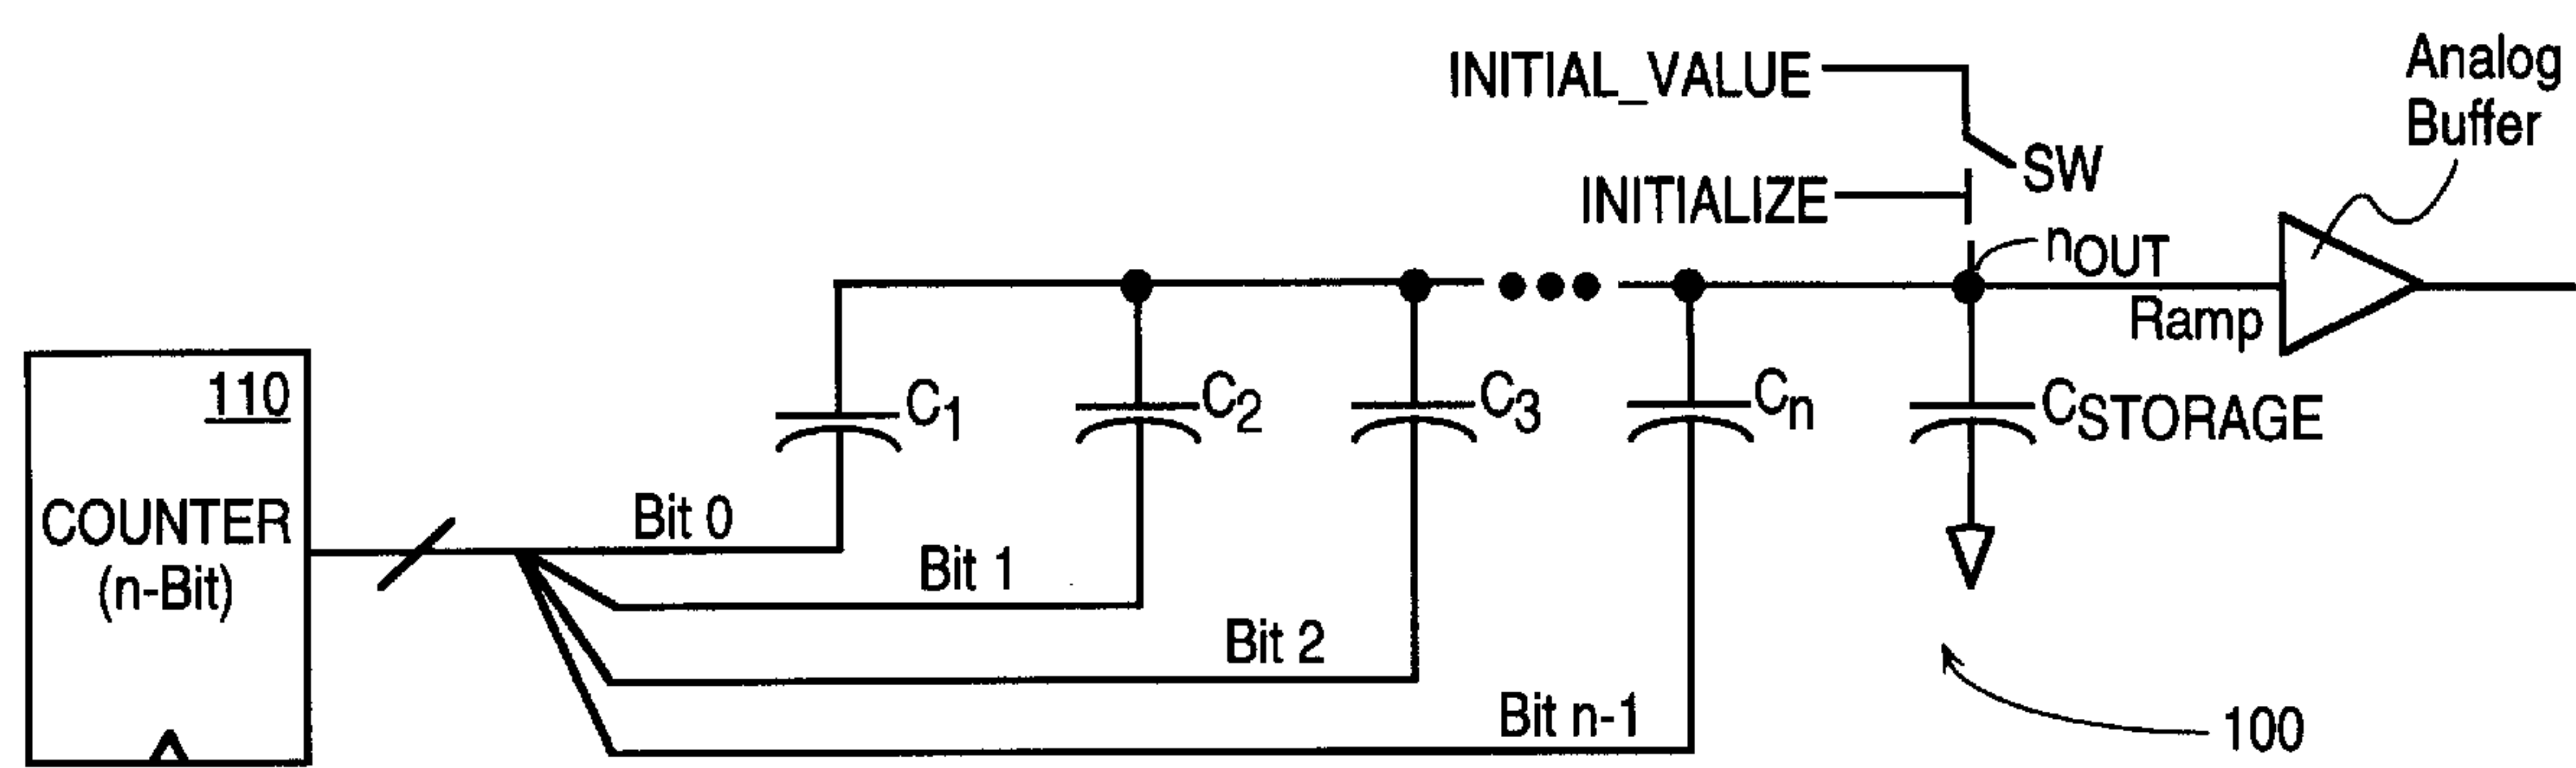 Analog
Buffer
INITIAL_VALUE
SW
INITIALIZE
nOUT
Ramp
110
COUNTER
(n-Bit)
C1
C2
C3
Cn
CSTORAGE
Bit 0
Bit 1
Bit 2
Bit n-1
100